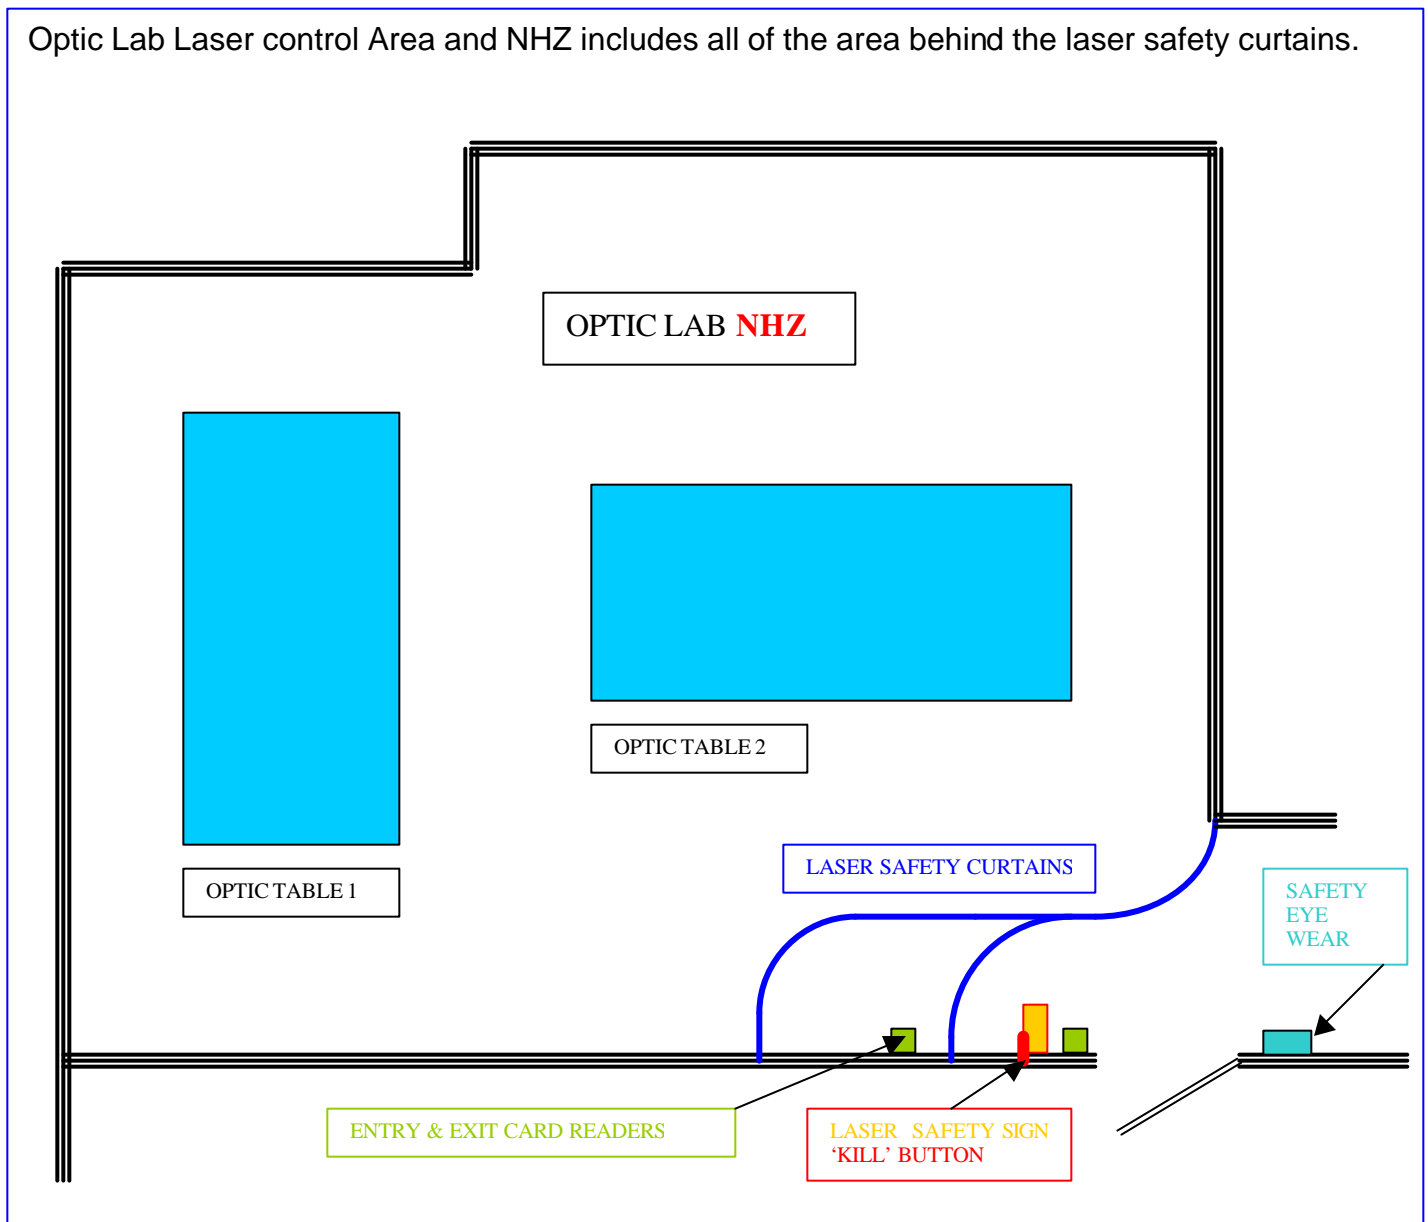 Optic Lab Laser control Area and NHZ includes all of the area behind the laser safety curtains.
OPTIC LAB NHZ
OPTIC TABLE 2
LASER SAFETY CURTAINS
OPTIC TABLE 1
SAFETY
EYE
WEAR
ENTRY & EXIT CARD READERS
LASER SAFETY SIGN
‘KILL’ BUTTON